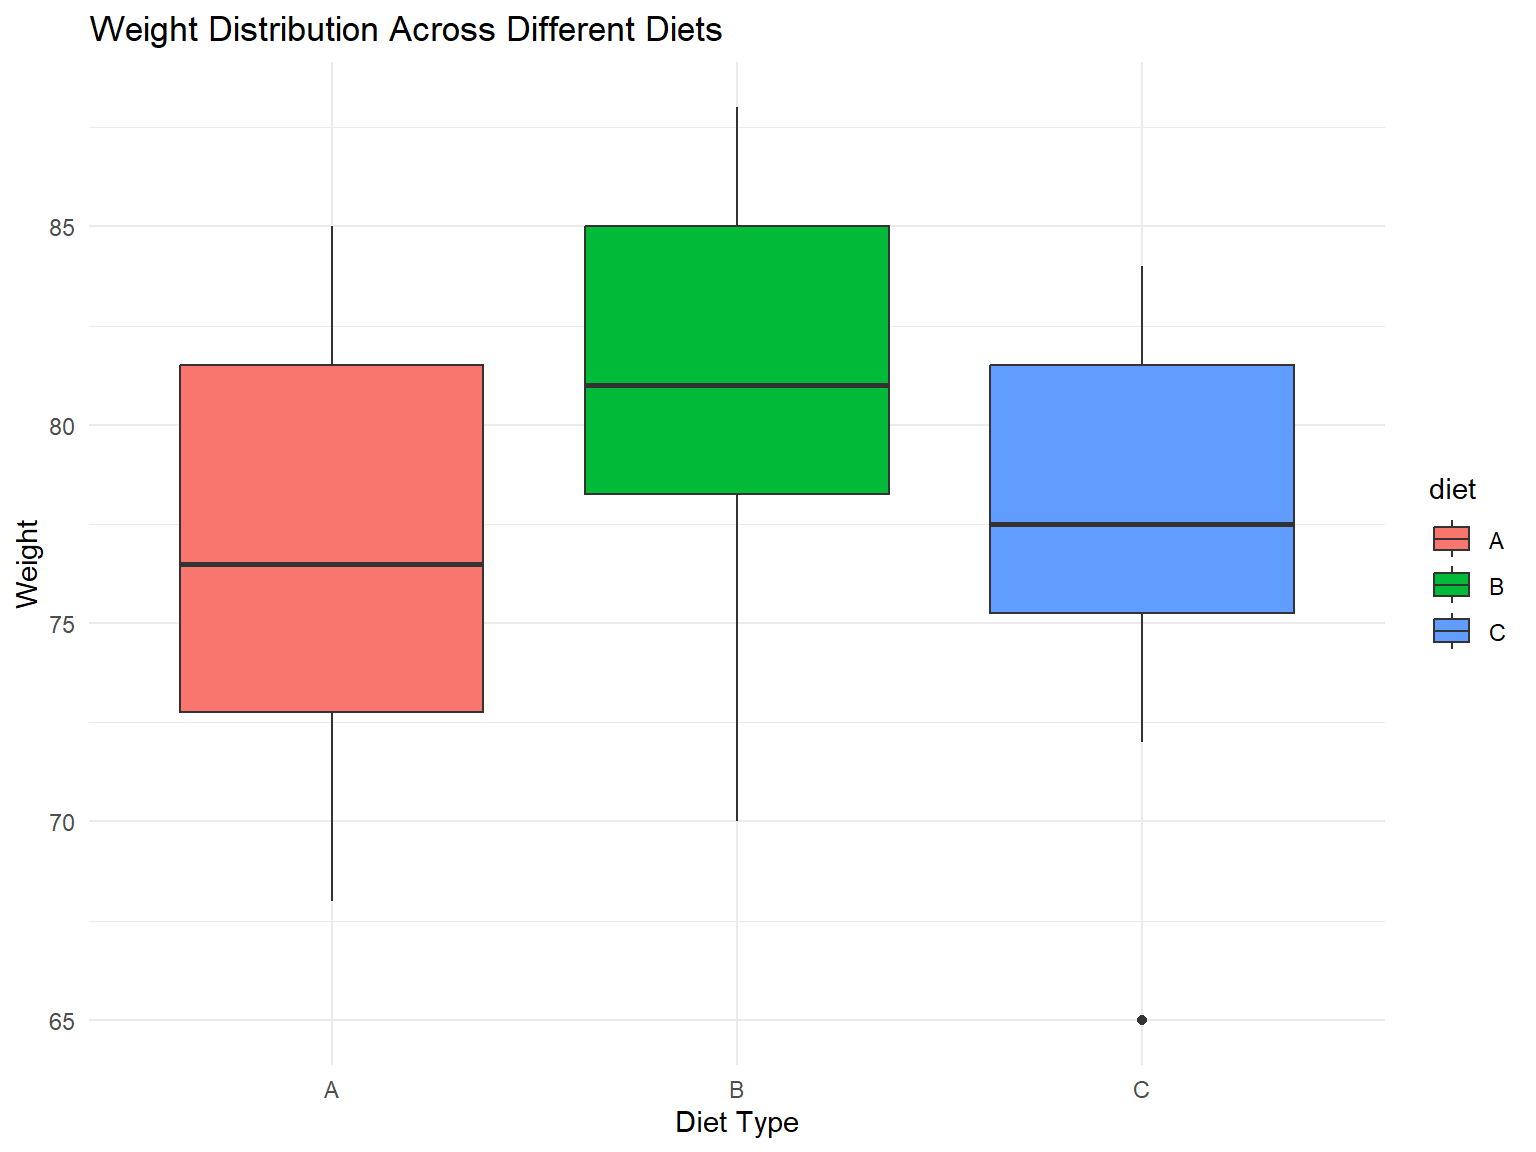 Weight Distribution Across Different Diets
Weight
85
80
75
70
65
A
B
C
Diet Type
diet
A
B
C